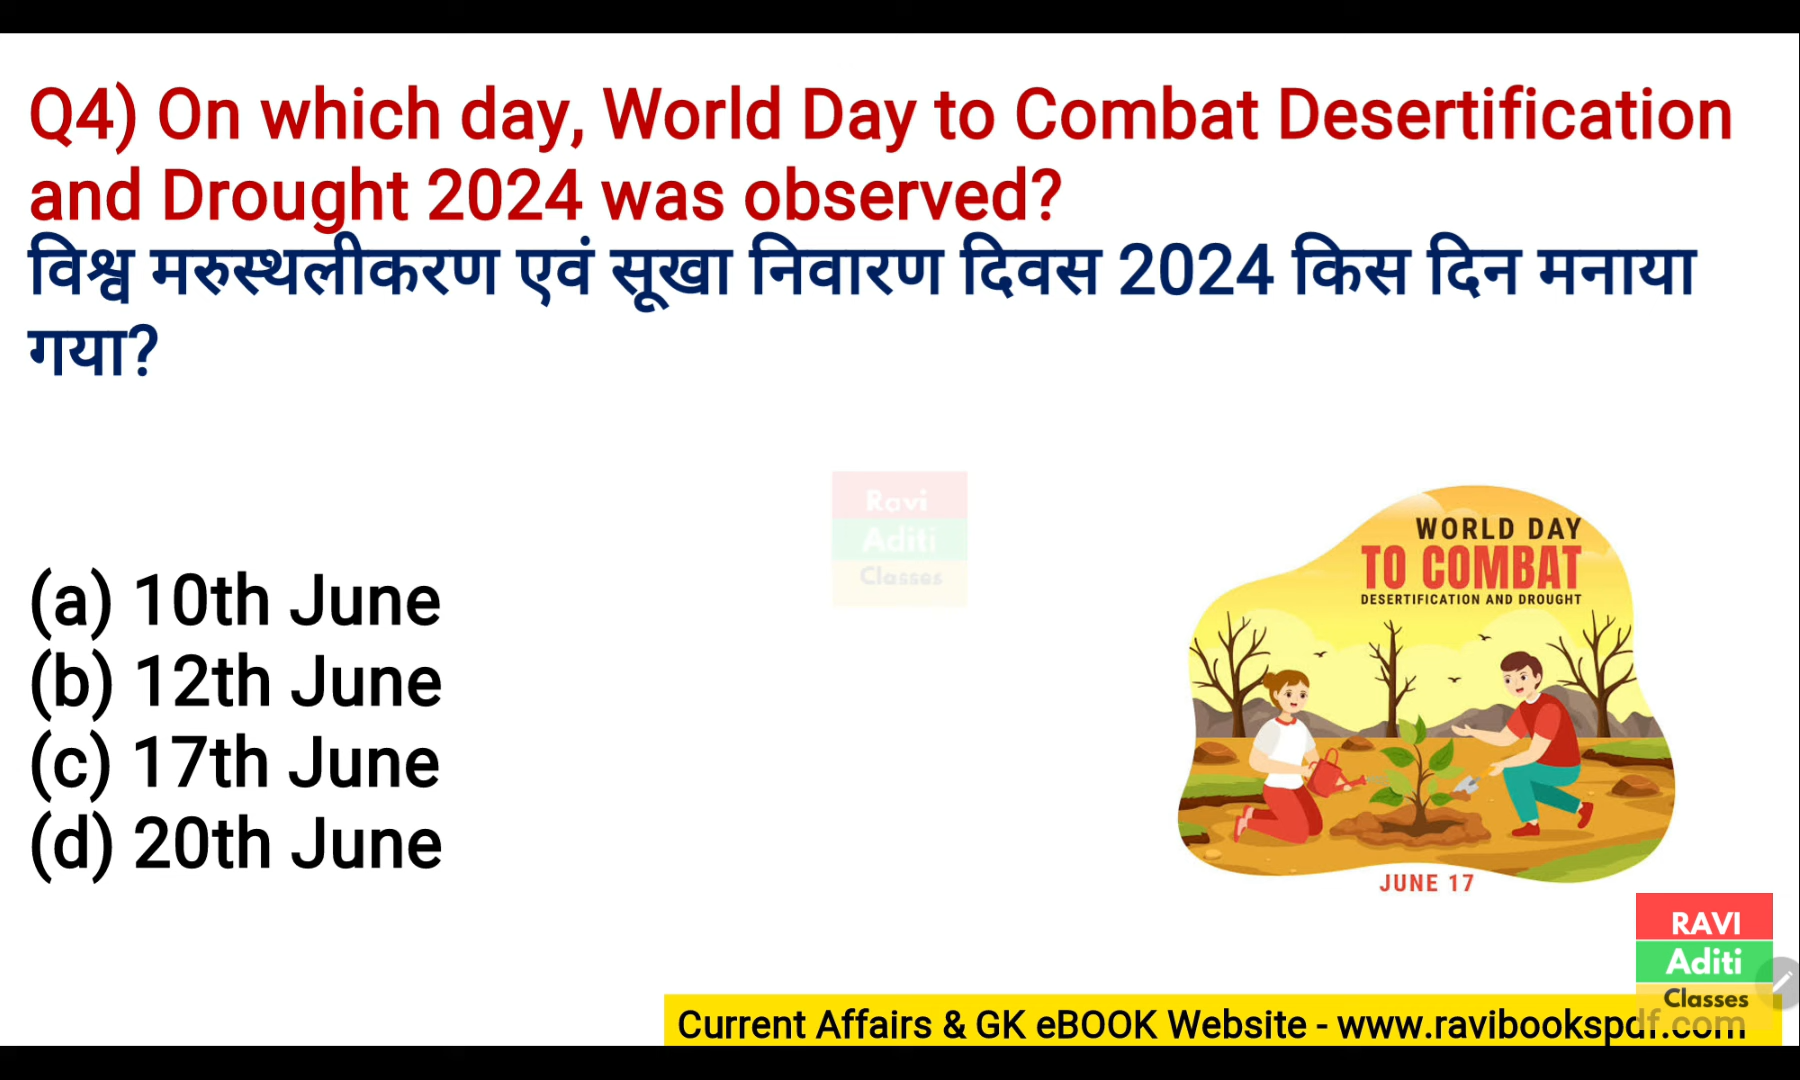 Q4) On which day, World Day to Combat Desertification
and Drought 2024 was observed?
विश्व मरुस्थलीकरण एवं सूखा निवारण दिवस 2024 किस दिन मनाया
गया?
Ravi
Aditi
Classes
(a) 10th June
(b) 12th June
(c) 17th June
(d) 20th June
WORLD DAY
TO COMBAT
DESERTIFICATION AND DROUGHT
JUNE 17
RAVI
Aditi
Classes
Current Affairs & GK eBOOK Website - www.ravibookspdf.com